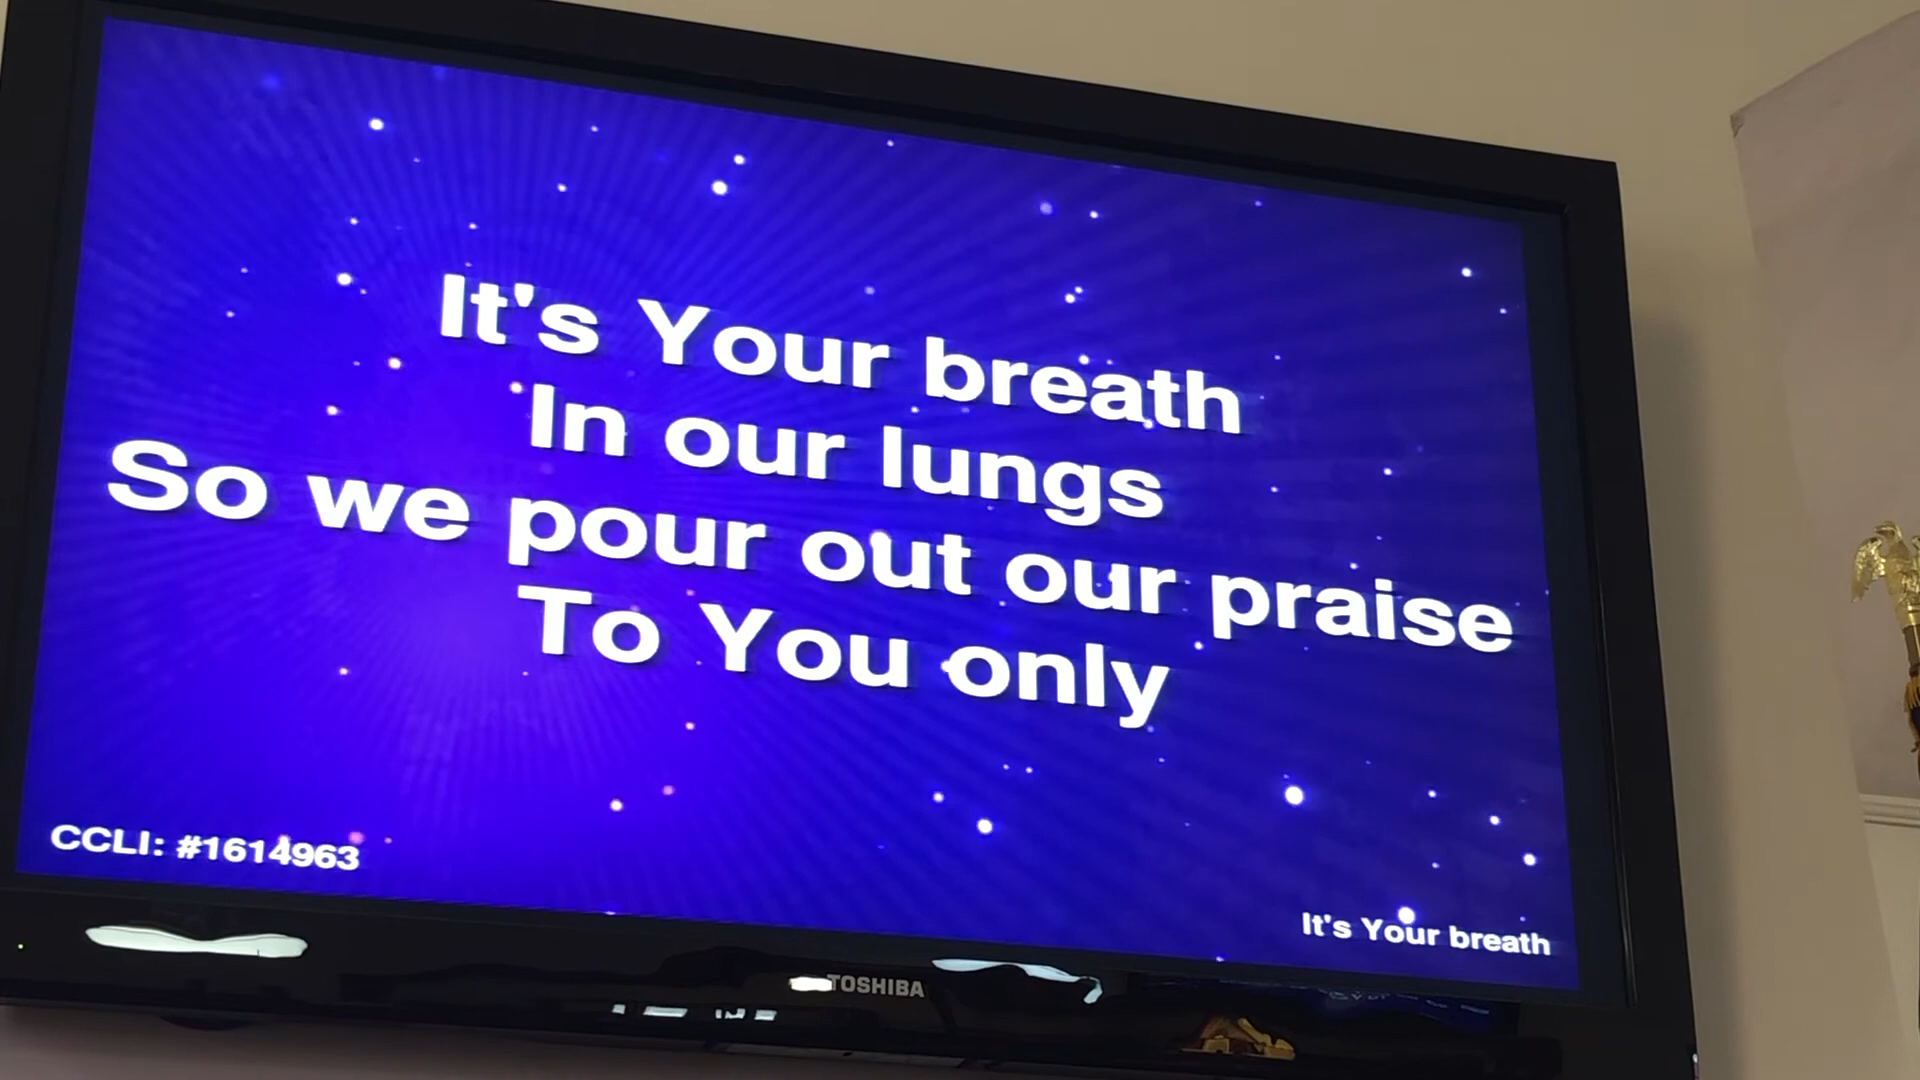 It's Your breath
In our lungs
So we pour out our praise
To You only
CCLI: #1614963
It's Your breath
TOSHIBA